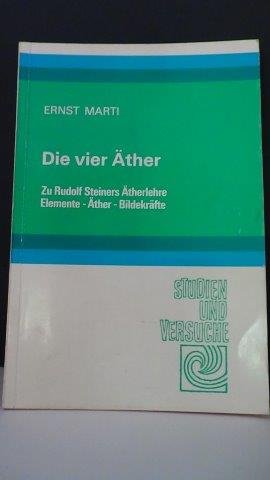 ERNST MARTI
Die vier Äther
Zu Rudolf Steiners Ätherlehre
Elemente - Äther - Bildekräfte
STUDIEN
UND
VERSUCHE